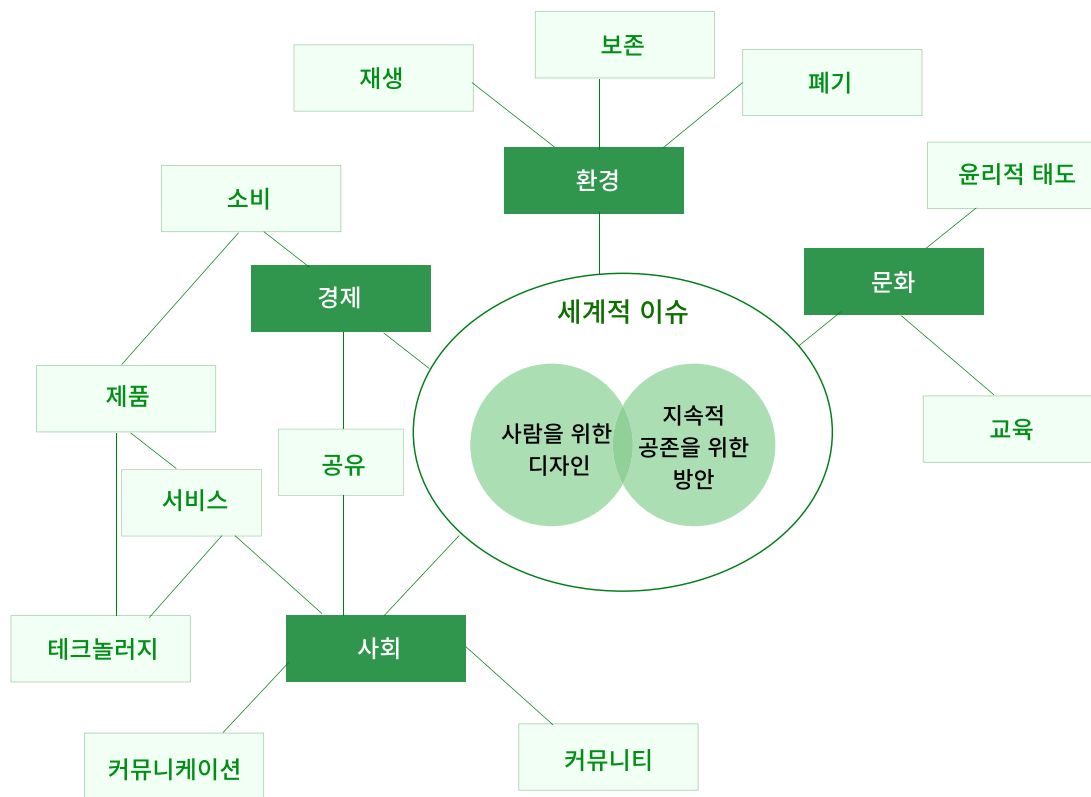 보존
재생
폐기
환경
윤리적 태도
소비
문화
경제
세계적 이슈
제품
사람을 위한
디자인
지속적
공존을 위한
방안
교육
공유
서비스
테크놀러지
사회
커뮤니케이션
커뮤니티